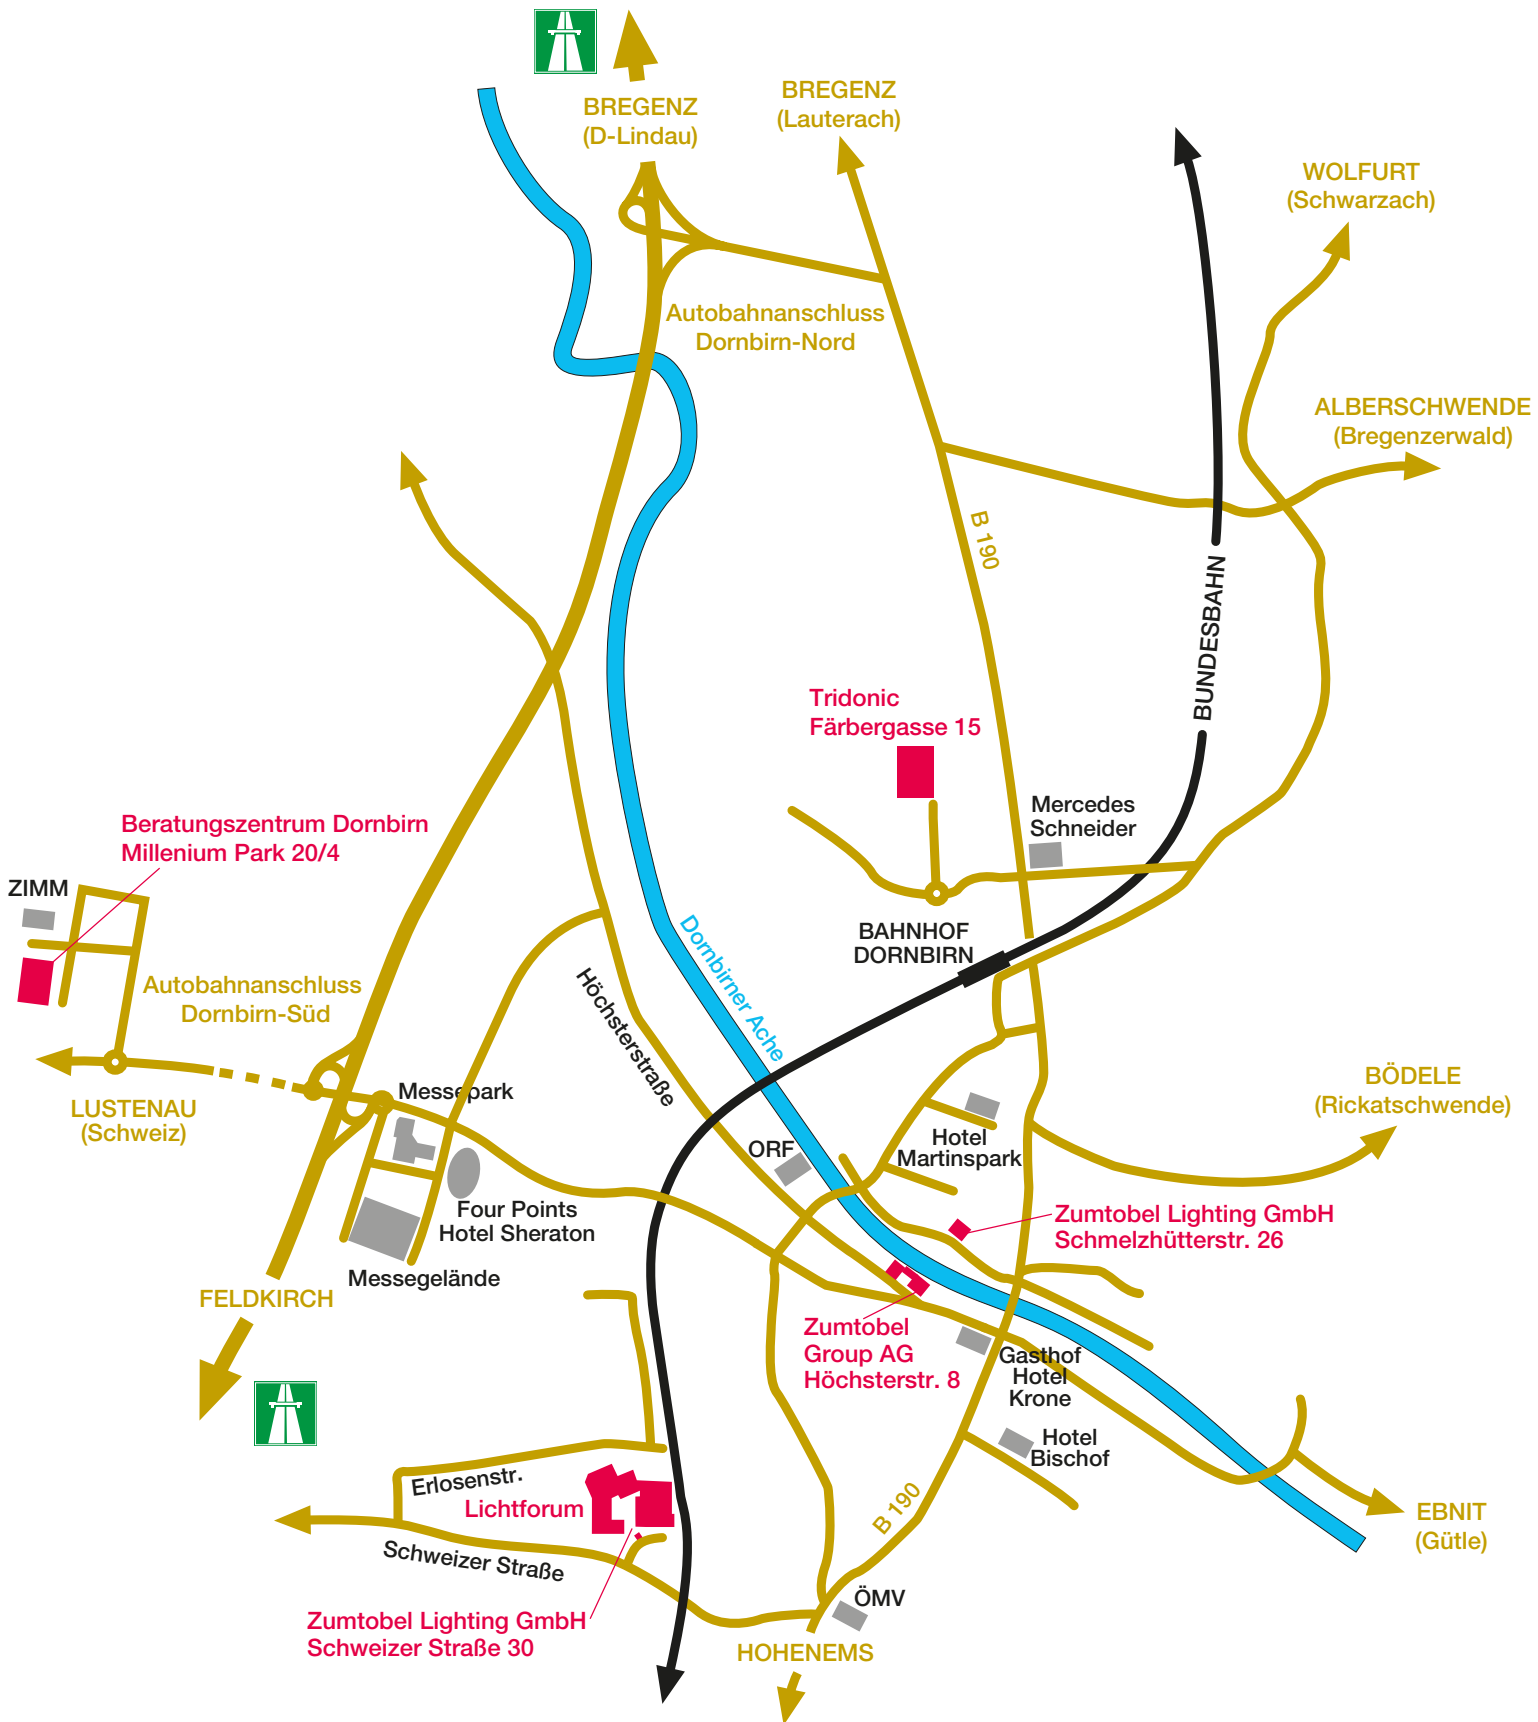 BREGENZ
(D-Lindau)
BREGENZ
(Lauterach)
WOLFURT
(Schwarzach)
Autobahnanschluss
Dornbirn-Nord
ALBERSCHWENDE
(Bregenzerwald)
B 190
BUNDESBAHN
Tridonic
Färbergasse 15
Mercedes
Schneider
Beratungszentrum Dornbirn
Millenium Park 20/4
ZIMM
BAHNHOF
DORNBIRN
Dornbirner Ache
Höchsterstraße
Autobahnanschluss
Dornbirn-Süd
LUSTENAU
(Schweiz)
Messepark
BÖDELE
(Rickatschwende)
ORF
Hotel
Martinspark
Four Points
Hotel Sheraton
Zumtobel Lighting GmbH
Schmelzhütterstr. 26
Messegelände
FELDKIRCH
Zumtobel
Group AG
Höchsterstr. 8
Gasthof
Hotel
Krone
Hotel
Bischof
Erlosenstr.
Lichtforum
B 190
EBNIT
(Gütle)
Schweizer Straße
ÖMV
Zumtobel Lighting GmbH
Schweizer Straße 30
HOHENEMS